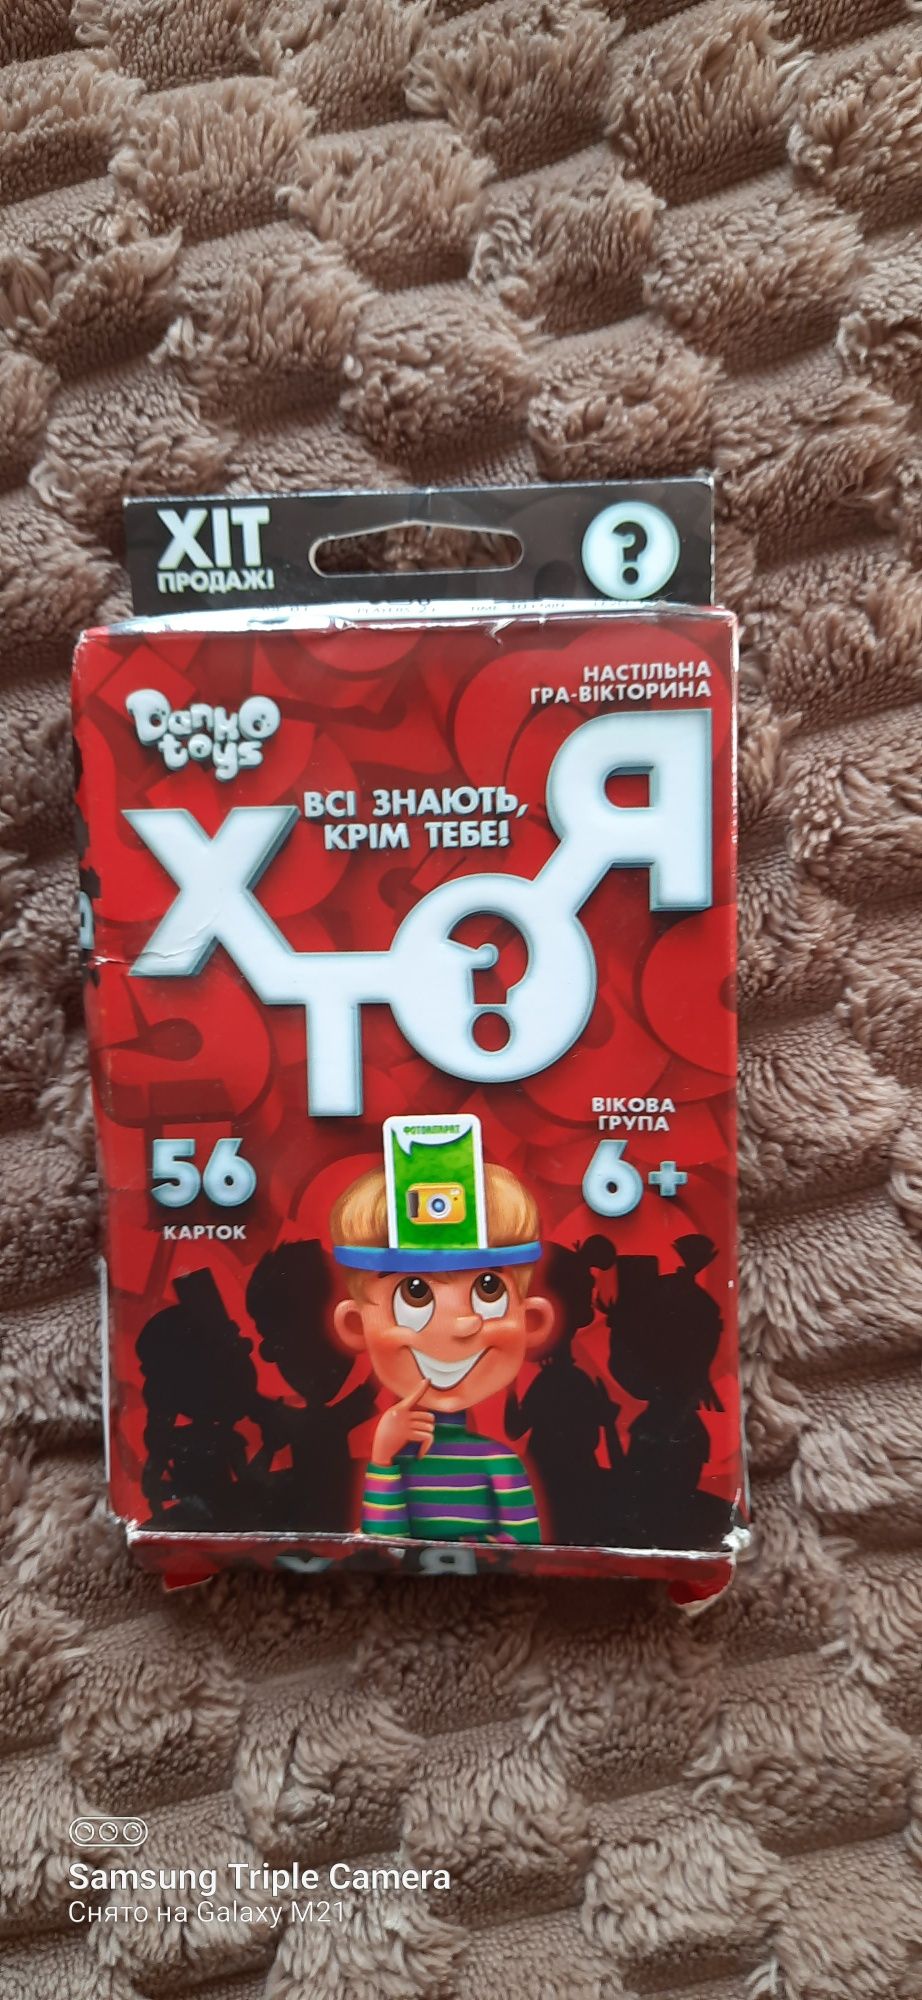 ХІТ
ПРОДАЖІ
?
НАСТІЛЬНА
ГРА-ВІКТОРИНА
Danko
toys
ВСІ ЗНАЮТЬ,
КРІМ ТЕБЕ!
ХТО Я
?
56
КАРТОК
ВІКОВА
ГРУПА
6+
ФОТОАПАРАТ
Samsung Triple Camera
Снято на Galaxy M21